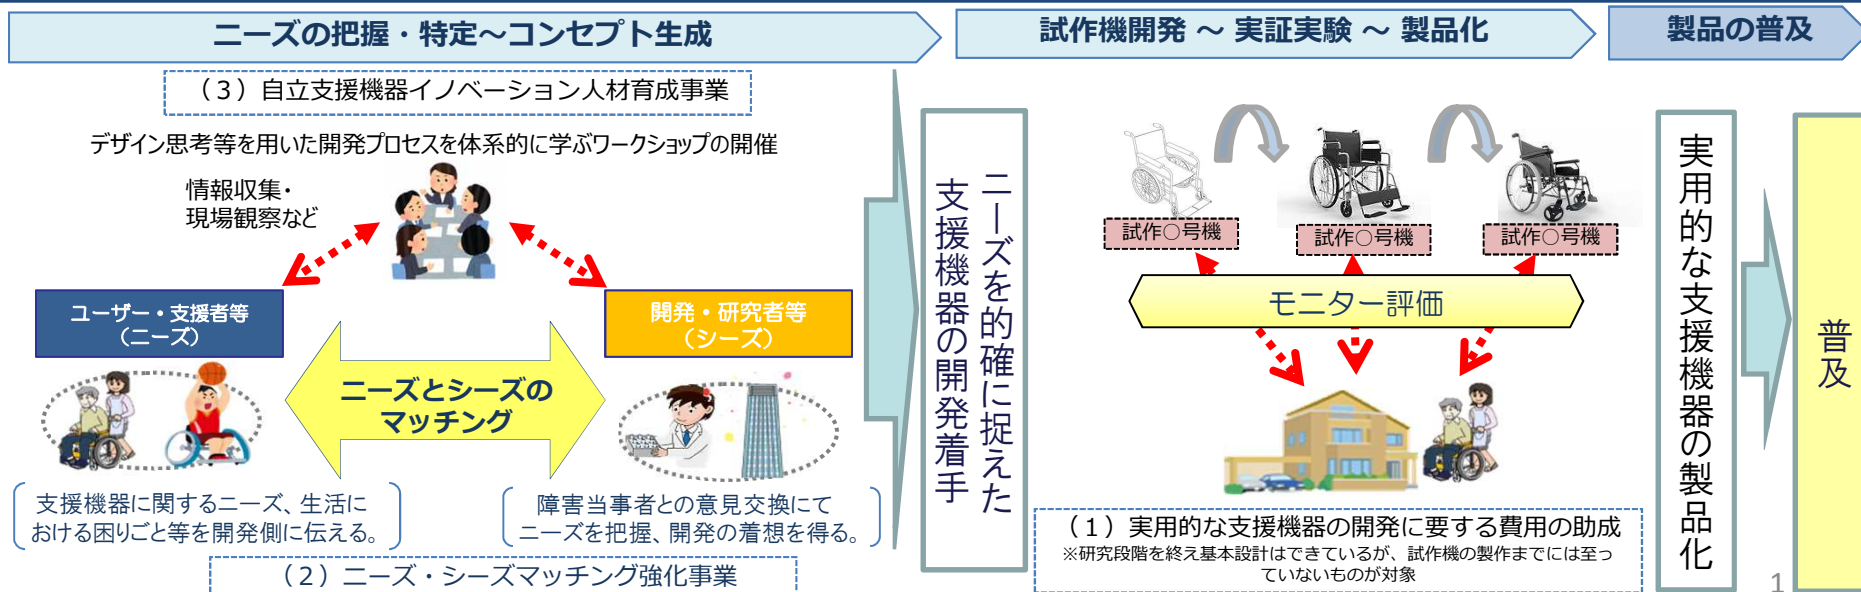 ニーズの把握・特定～コンセプト生成
試作機開発 ～ 実証実験 ～ 製品化
製品の普及
（３）自立支援機器イノベーション人材育成事業
デザイン思考等を用いた開発プロセスを体系的に学ぶワークショップの開催
情報収集・
現場観察など
ユーザー・支援者等
（ニーズ）
開発・研究者等
（シーズ）
ニーズとシーズの
マッチング
支援機器に関するニーズ、生活に
おける困りごと等を開発側に伝える。
障害当事者との意見交換にて
ニーズを把握、開発の着想を得る。
（２）ニーズ・シーズマッチング強化事業
ニーズを的確に捉えた
支援機器の開発着手
試作○号機
試作○号機
試作○号機
モニター評価
（１）実用的な支援機器の開発に要する費用の助成
※研究段階を終え基本設計はできているが、試作機の製作までには至っ
ていないものが対象
実用的な支援機器の製品化
普及
1